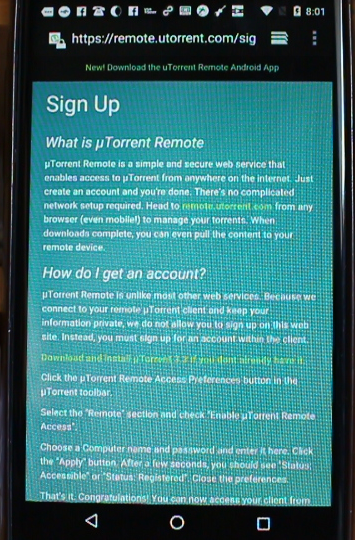 8:01
https://remote.utorrent.com/sig
New! Download the uTorrent Remote Android App
Sign Up
What is µTorrent Remote
µTorrent Remote is a simple and secure web service that
enables access to µTorrent from anywhere on the internet. Just
create an account and you're done. There's no complicated
network setup required. Head to remote.utorrent.com from any
browser (even mobile!) to manage your torrents. When
downloads complete, you can even pull the content to your
remote device.
How do I get an account?
µTorrent Remote is unlike most other web services. Because we
connect to your remote µTorrent client and keep your
information private, we do not allow you to sign up on this web
site. Instead, you must sign up for an account within the client.
Download and install µTorrent 3.3 if you dont already have it.
Click the µTorrent Remote Access Preferences button in the
µTorrent toolbar.
Select the "Remote" section and check "Enable µTorrent Remote
Access".
Choose a Computer name and password and enter it here. Click
the "Apply" button. After a few seconds, you should see "Status:
Accessible" or "Status: Registered". Close the preferences.
That's it. Congratulations! You can now access your client from